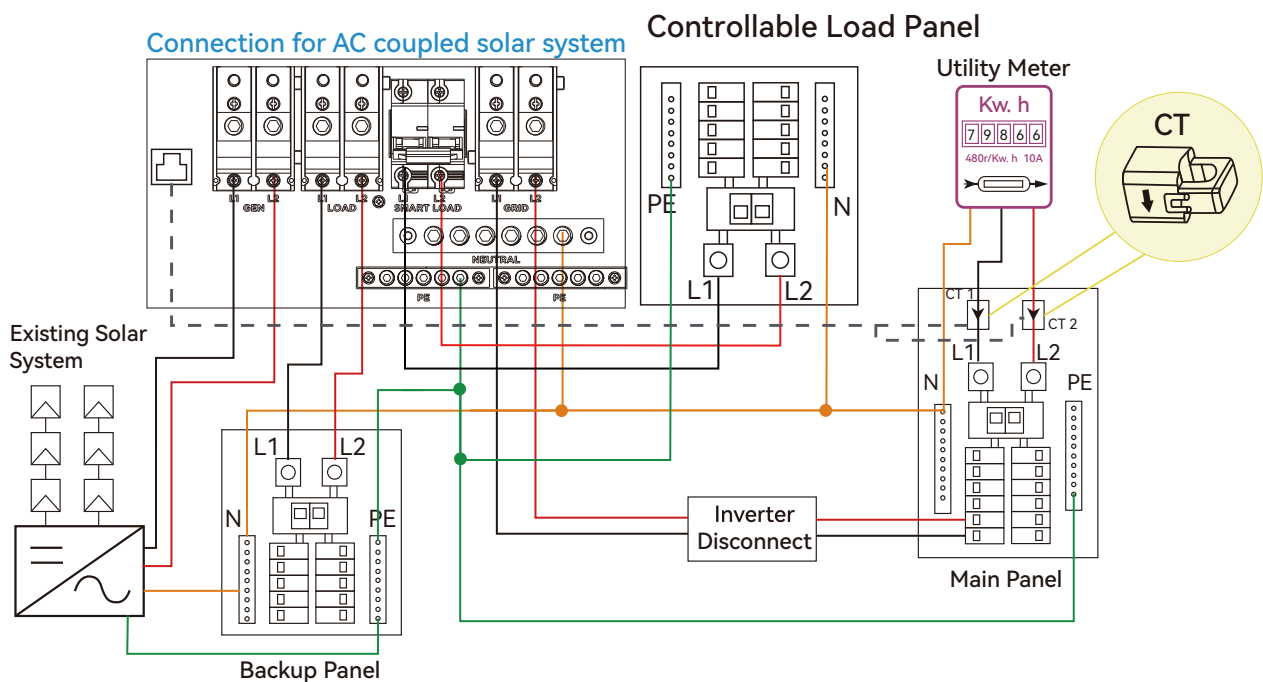 Connection for AC coupled solar system
Controllable Load Panel
Utility Meter
Kw. h
79866
480r/Kw. h 10A
CT
L1
L2
GEN
L1
L2
LOAD
L1
L2
SMART LOAD
L1
L2
GRID
NEUTRAL
PE
PE
PE
N
L1
L2
CT 1
CT 2
L1
L2
N
PE
Existing Solar
System
L1
L2
N
PE
Inverter
Disconnect
Main Panel
Backup Panel